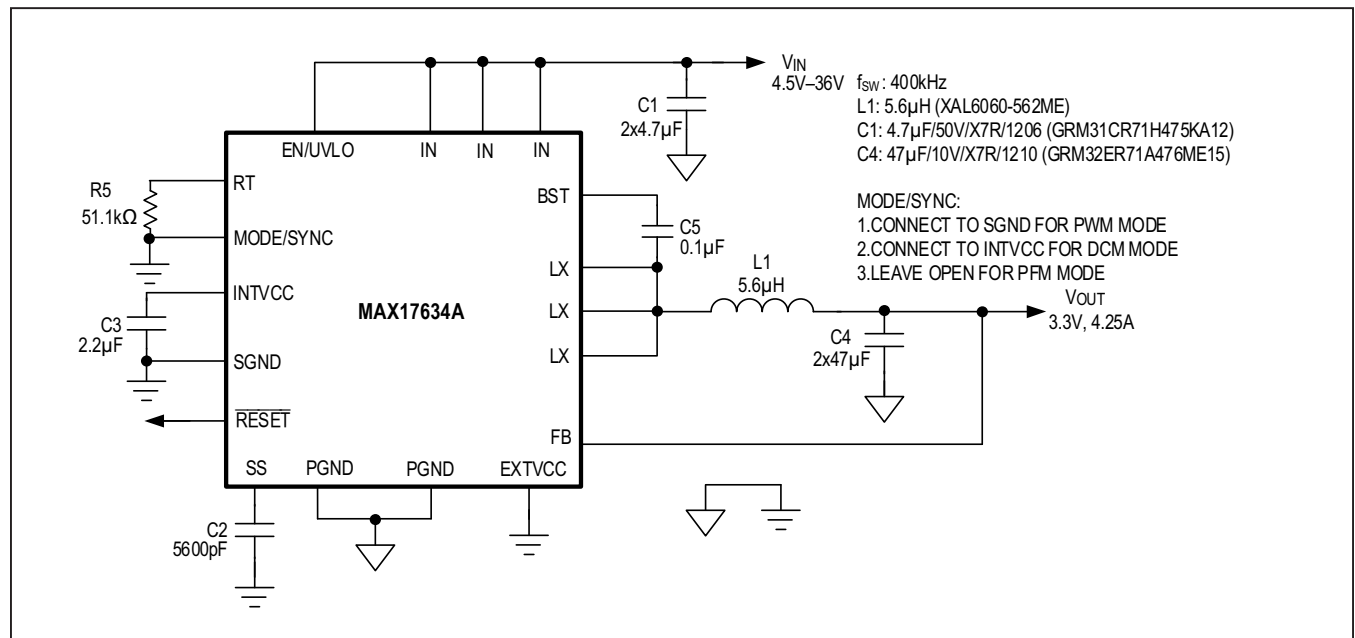 VIN
4.5V–36V
fSW: 400kHz
L1: 5.6µH (XAL6060-562ME)
C1: 4.7µF/50V/X7R/1206 (GRM31CR71H475KA12)
C4: 47µF/10V/X7R/1210 (GRM32ER71A476ME15)
MODE/SYNC:
1.CONNECT TO SGND FOR PWM MODE
2.CONNECT TO INTVCC FOR DCM MODE
3.LEAVE OPEN FOR PFM MODE
C1
2x4.7µF
EN/UVLO
IN
IN
IN
RT
R5
51.1kΩ
MODE/SYNC
INTVCC
C3
2.2µF
SGND
RESET
MAX17634A
BST
C5
0.1µF
LX
LX
LX
L1
5.6µH
VOUT
3.3V, 4.25A
C4
2x47µF
FB
SS
PGND
PGND
EXTVCC
C2
5600pF